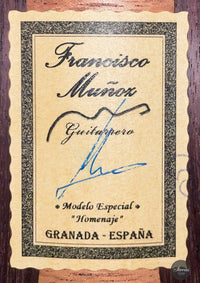 Francisco
Muñoz
Guitarrero
Modelo Especial
"Homenaje"
GRANADA - ESPAÑA